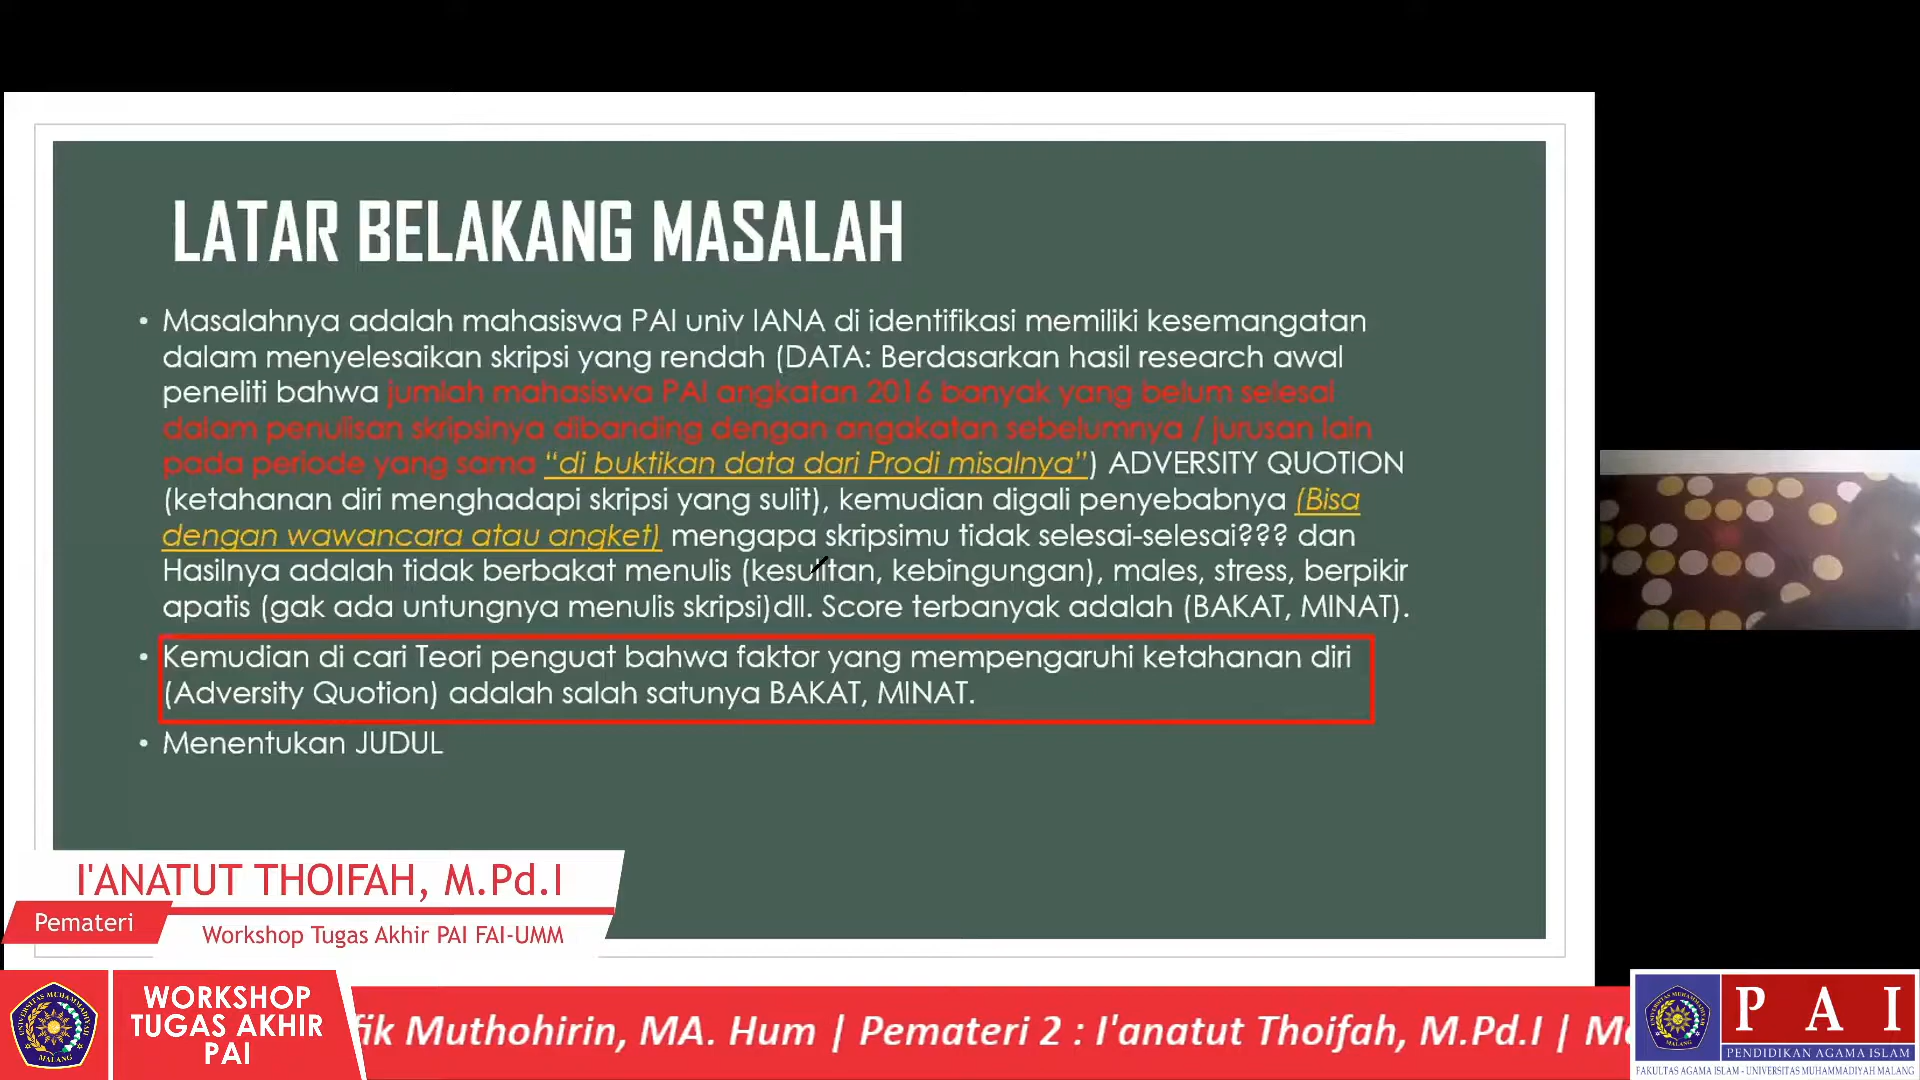 LATAR BELAKANG MASALAH
• Masalahnya adalah mahasiswa PAI univ IANA di identifikasi memiliki kesemangatan
dalam menyelesaikan skripsi yang rendah (DATA: Berdasarkan hasil research awal
peneliti bahwa jumlah mahasiswa PAI angkatan 2016 banyak yang belum selesai
dalam penulisan skripsinya dibanding dengan angakatan sebelumnya / jurusan lain
pada periode yang sama “di buktikan data dari Prodi misalnya”) ADVERSITY QUOTION
(ketahanan diri menghadapi skripsi yang sulit), kemudian digali penyebabnya (Bisa
dengan wawancara atau angket) mengapa skripsimu tidak selesai-selesai??? dan
Hasilnya adalah tidak berbakat menulis (kesulitan, kebingungan), males, stress, berpikir
apatis (gak ada untungnya menulis skripsi)dll. Score terbanyak adalah (BAKAT, MINAT).
• Kemudian di cari Teori penguat bahwa faktor yang mempengaruhi ketahanan diri
(Adversity Quotion) adalah salah satunya BAKAT, MINAT.
• Menentukan JUDUL
I'ANATUT THOIFAH, M.Pd.I
Pemateri
Workshop Tugas Akhir PAI FAI-UMM
WORKSHOP
TUGAS AKHIR
PAI
fik Muthohirin, MA. Hum | Pemateri 2 : I'anatut Thoifah, M.Pd.I |
PAI
PENDIDIKAN AGAMA ISLAM
FAKULTAS AGAMA ISLAM - UNIVERSITAS MUHAMMADIYAH MALANG